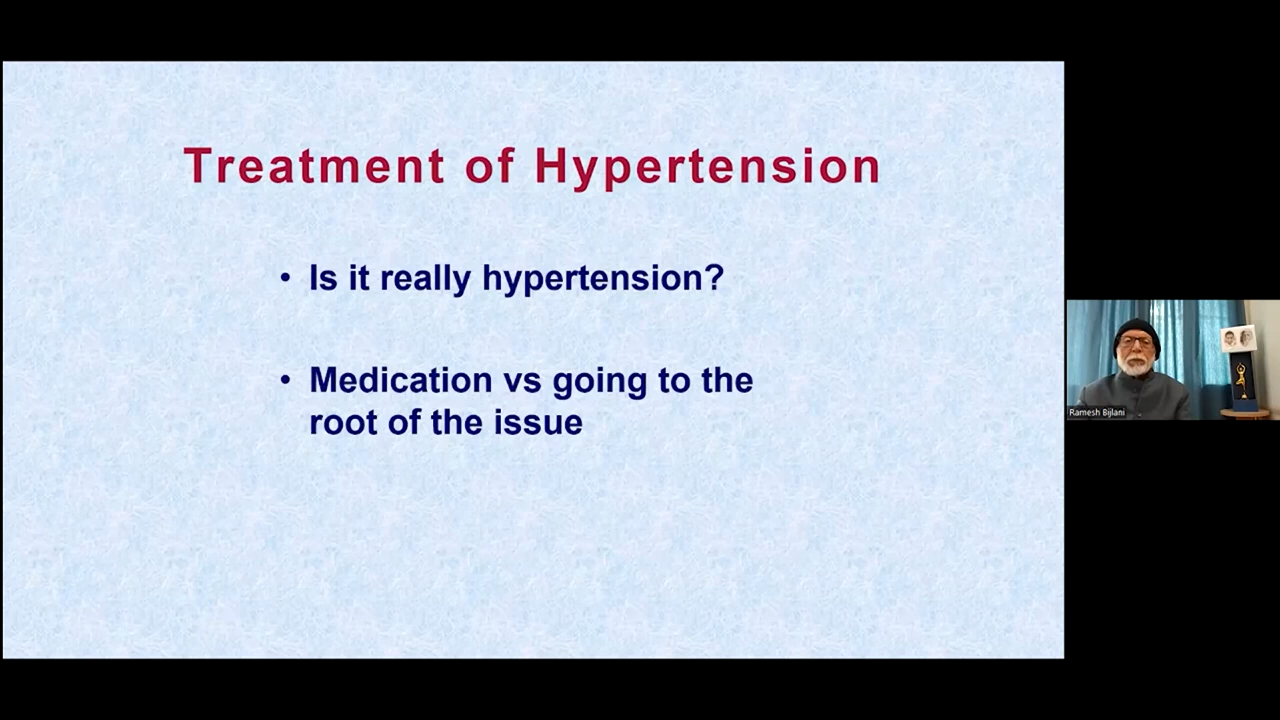 Treatment of Hypertension
• Is it really hypertension?
• Medication vs going to the
root of the issue
Ramesh Bijlani